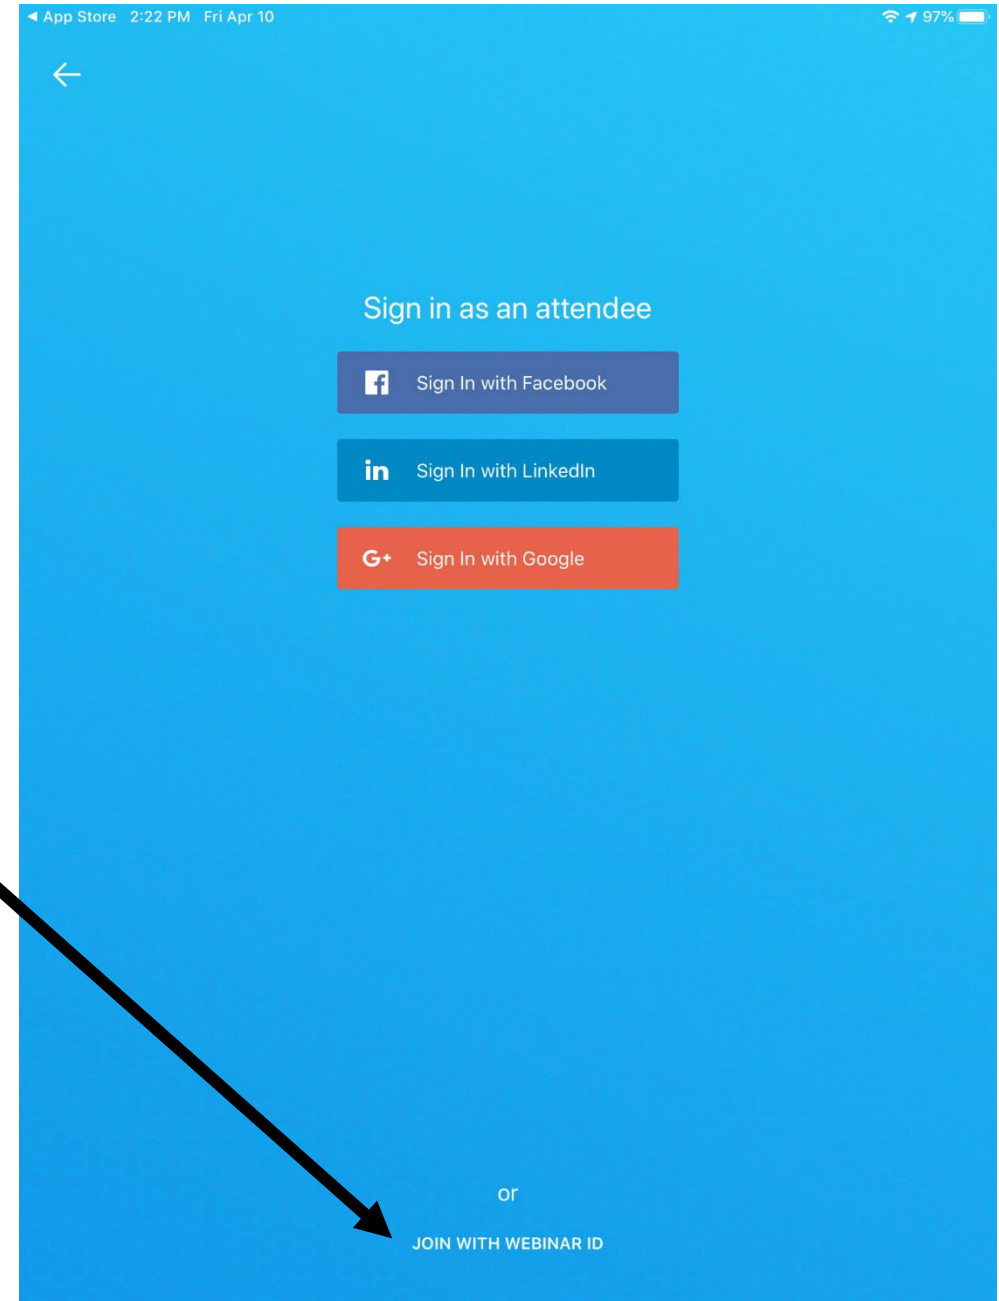 App Store 2:22 PM Fri Apr 10 97%
Sign in as an attendee
f Sign In with Facebook
in Sign In with LinkedIn
G+ Sign In with Google
or
JOIN WITH WEBINAR ID